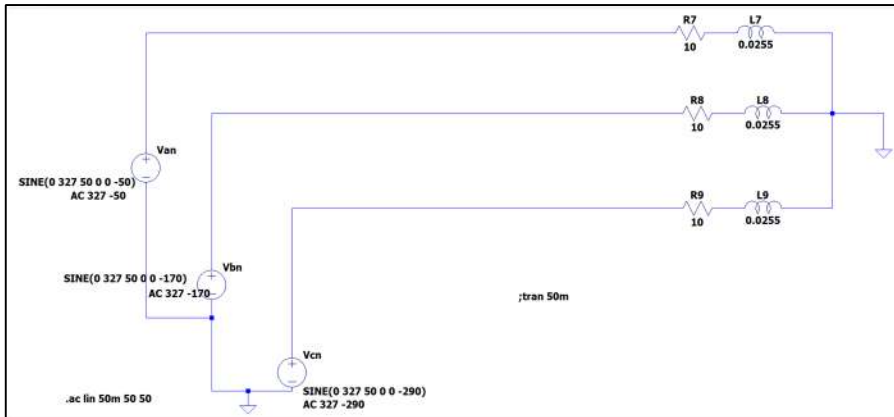 R7
L7
10
0.0255
R8
L8
10
0.0255
Van
SINE(0 327 50 0 0 -50)
AC 327 -50
R9
L9
10
0.0255
Vbn
SINE(0 327 50 0 0 -170)
AC 327 -170
;tran 50m
Vcn
SINE(0 327 50 0 0 -290)
AC 327 -290
.ac lin 50m 50 50